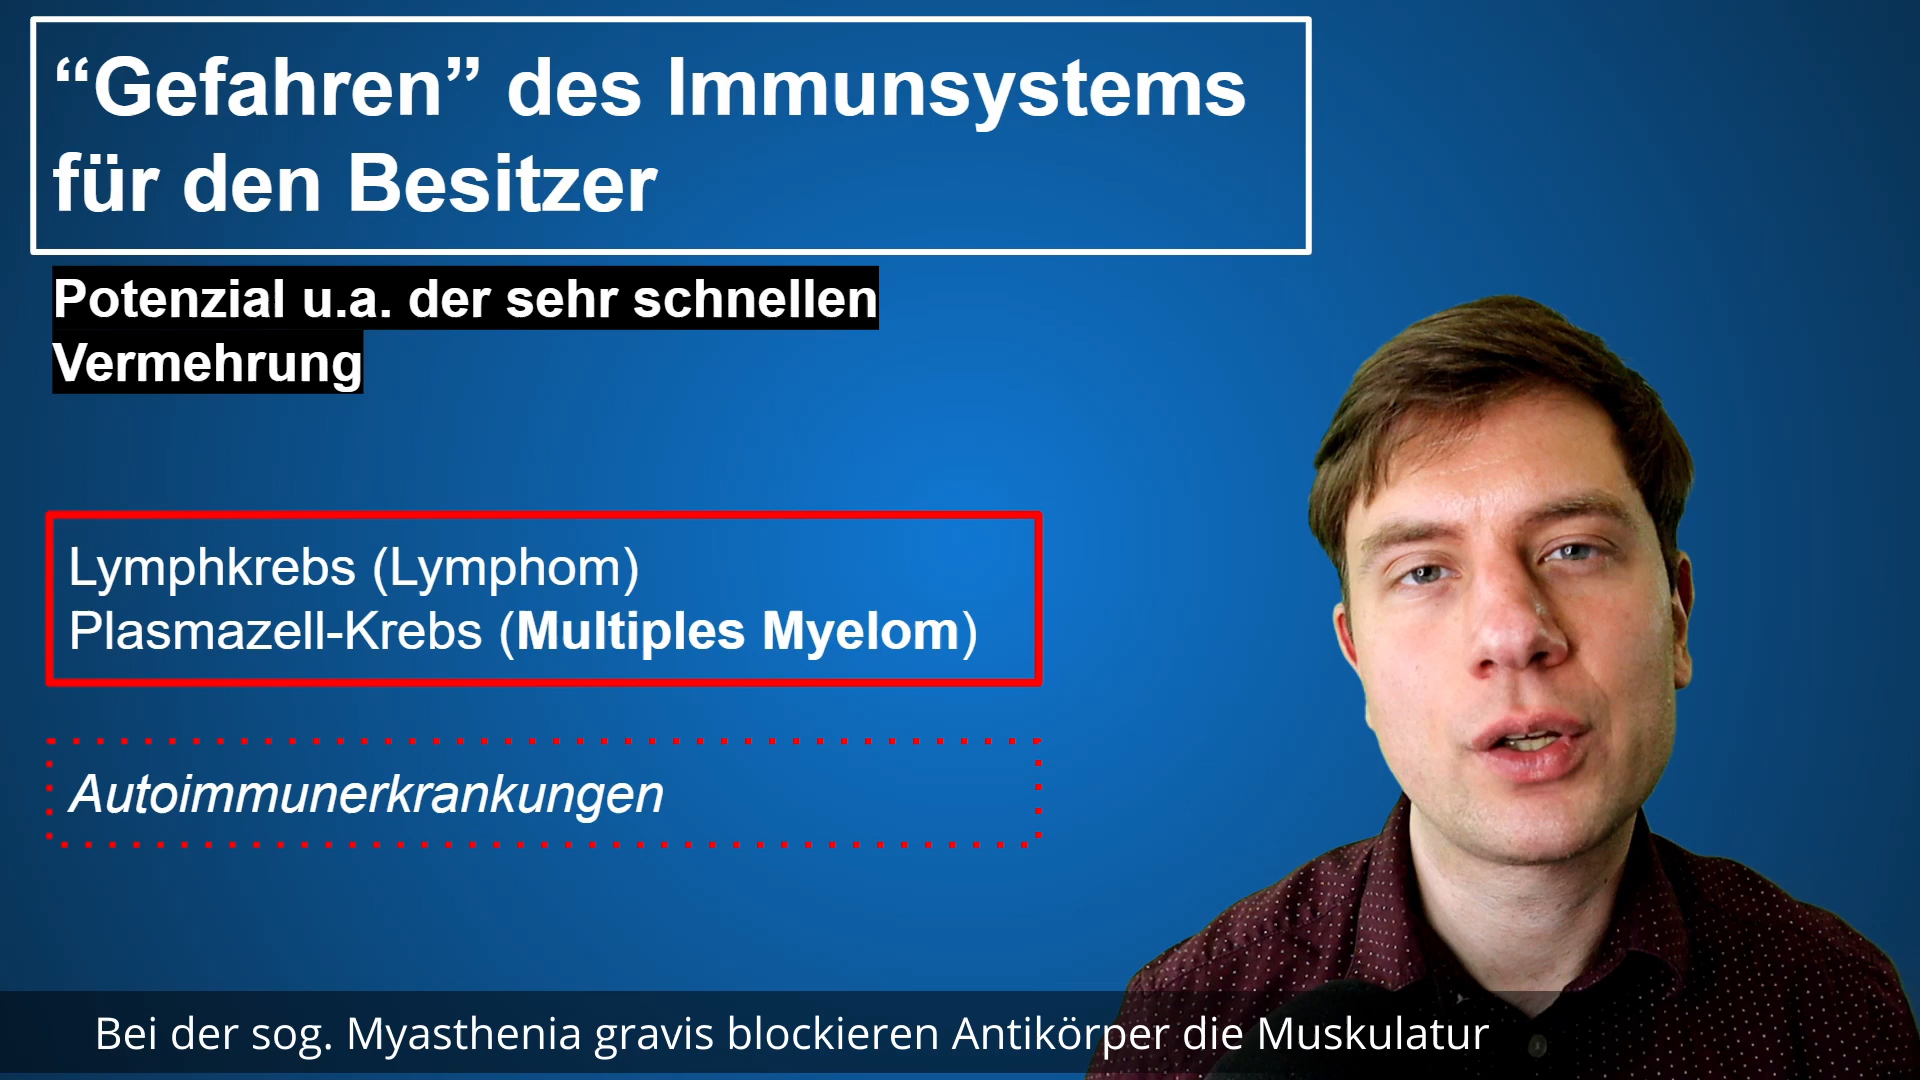 “Gefahren” des Immunsystems
für den Besitzer
Potenzial u.a. der sehr schnellen
Vermehrung
Lymphkrebs (Lymphom)
Plasmazell-Krebs (Multiples Myelom)
Autoimmunerkrankungen
Bei der sog. Myasthenia gravis blockieren Antikörper die Muskulatur